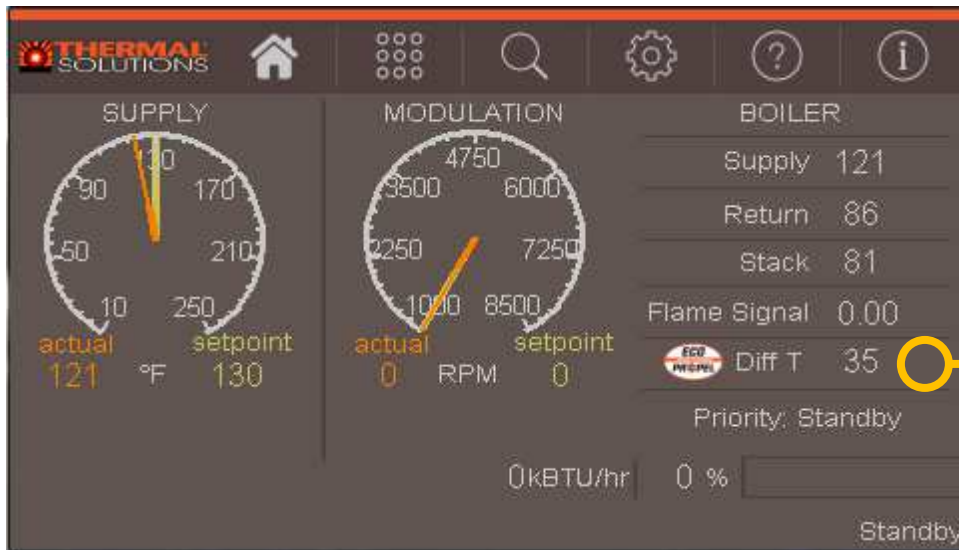 THERMAL
SOLUTIONS
SUPPLY
10
50
90
130
170
210
250
actual
121
°F
setpoint
130
MODULATION
1000
2250
3500
4750
6000
7250
8500
actual
0
RPM
setpoint
0
BOILER
Supply 121
Return 86
Stack 81
Flame Signal 0.00
ECO
PROPEL
Diff T 35
Priority: Standby
0kBTU/hr 0 %
Standby